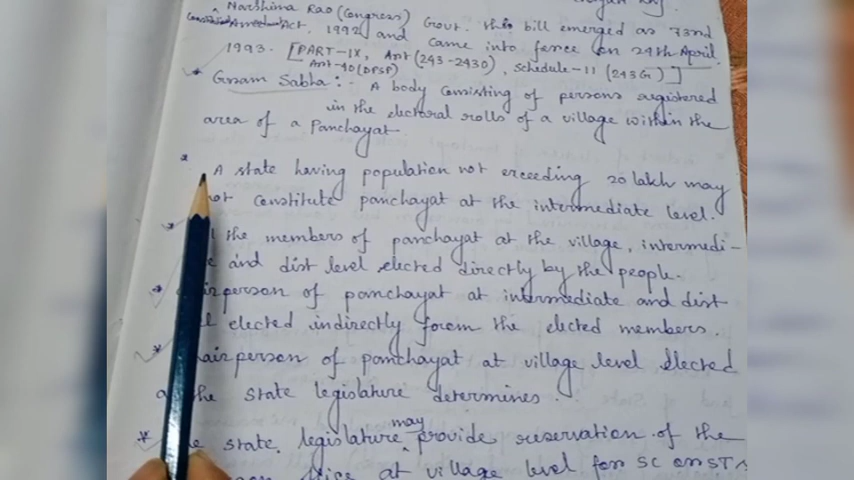 Narshima Rao (Congress) Govt. this bill emerged as 73rd
Act, 1992 and came into force on 24th April,
1993. [PART-IX, Art (243-243O), Schedule-11 (243G)]
Art-40 (DPSP)
* Gram Sabha :- A body consisting of persons registered
in the electoral rolls of a village within the
area of a Panchayat
* A state having population not exceeding 20 lakh may
not constitute panchayat at the intermediate level.
the members of panchayat at the village, intermedi-
and dist level elected directly by the people.
* airperson of panchayat at intermediate and dist
elected indirectly form the elected members.
* airperson of panchayat at village level elected
the state legislature determines.
may
* state legislature provide reservation of the
at village level for SC or ST